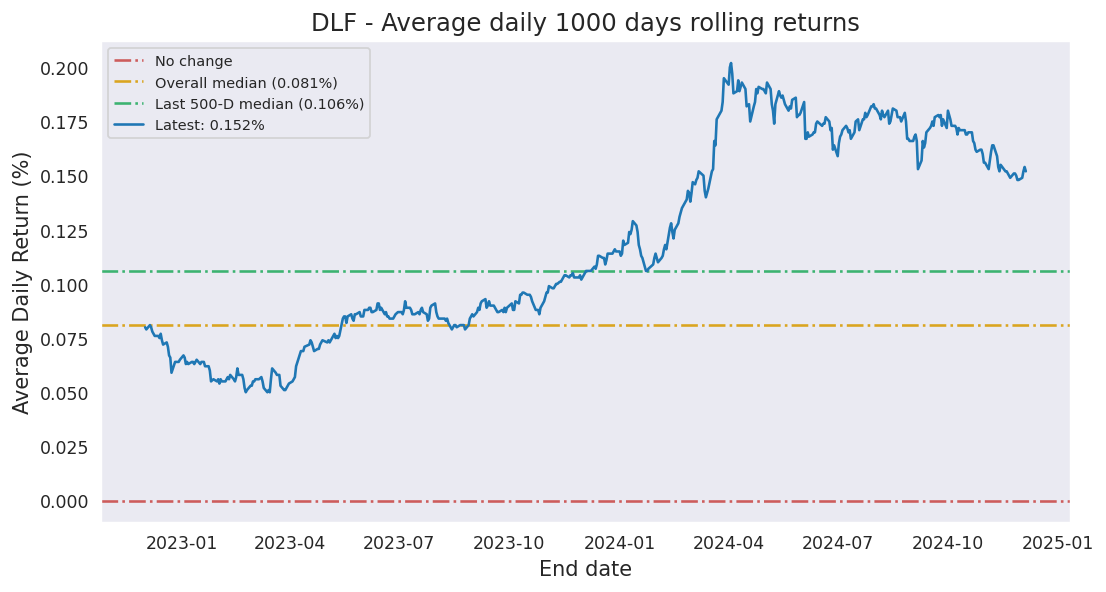 DLF - Average daily 1000 days rolling returns
No change
Overall median (0.081%)
Last 500-D median (0.106%)
Latest: 0.152%
Average Daily Return (%)
0.200
0.175
0.150
0.125
0.100
0.075
0.050
0.025
0.000
2023-01 2023-04 2023-07 2023-10 2024-01 2024-04 2024-07 2024-10 2025-01
End date